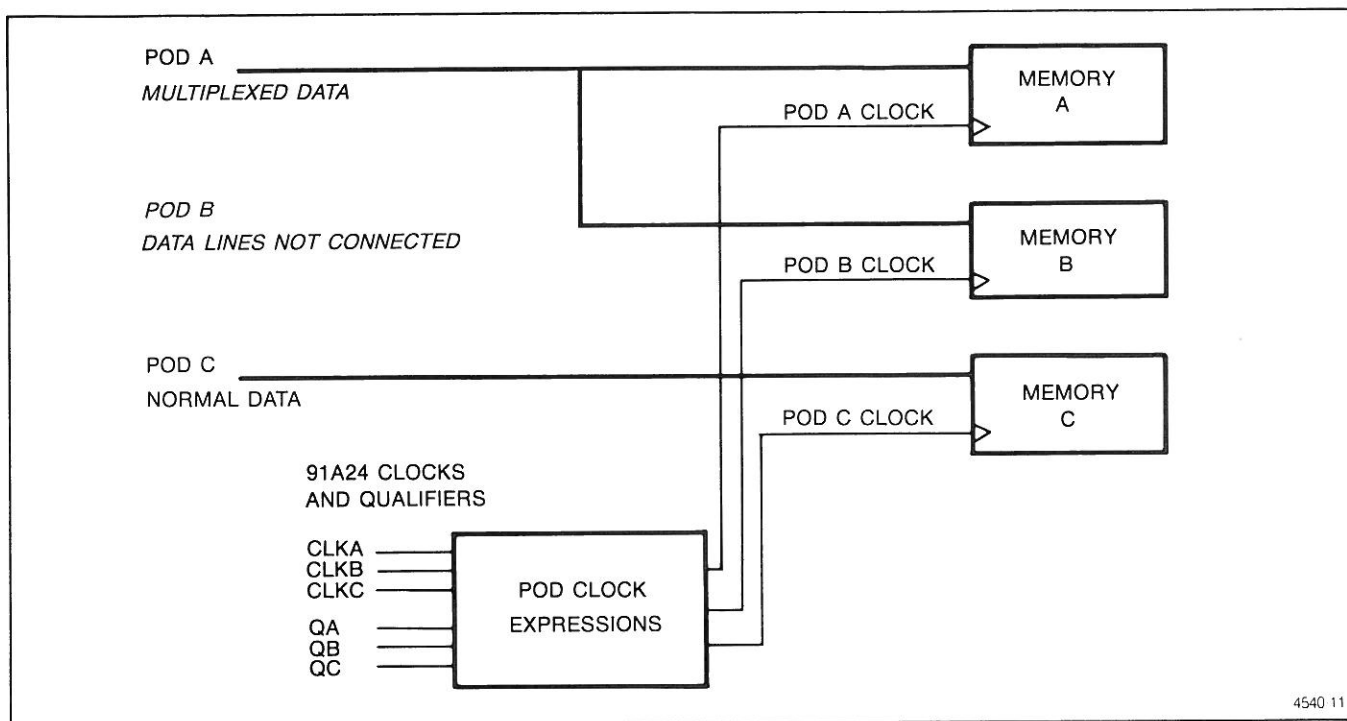 POD A
MULTIPLEXED DATA
MEMORY
A
POD A CLOCK
POD B
DATA LINES NOT CONNECTED
MEMORY
B
POD B CLOCK
POD C
NORMAL DATA
MEMORY
C
POD C CLOCK
91A24 CLOCKS
AND QUALIFIERS
CLKA
CLKB
CLKC
QA
QB
QC
POD CLOCK
EXPRESSIONS
4540 11